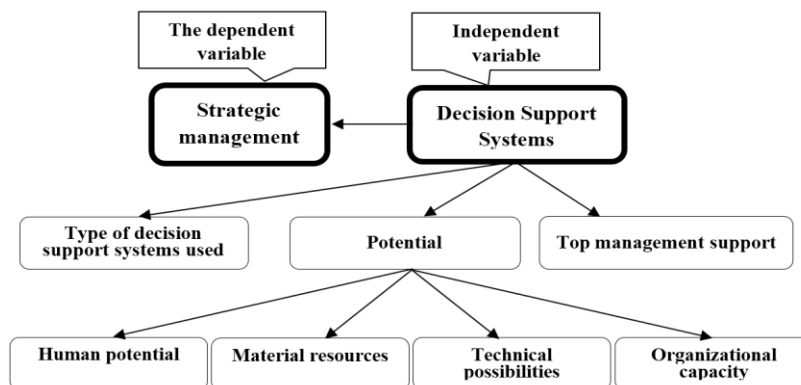 The dependent
variable
Independent
variable
Strategic
management
Decision Support
Systems
Type of decision
support systems used
Potential
Top management support
Human potential
Material resources
Technical
possibilities
Organizational
capacity